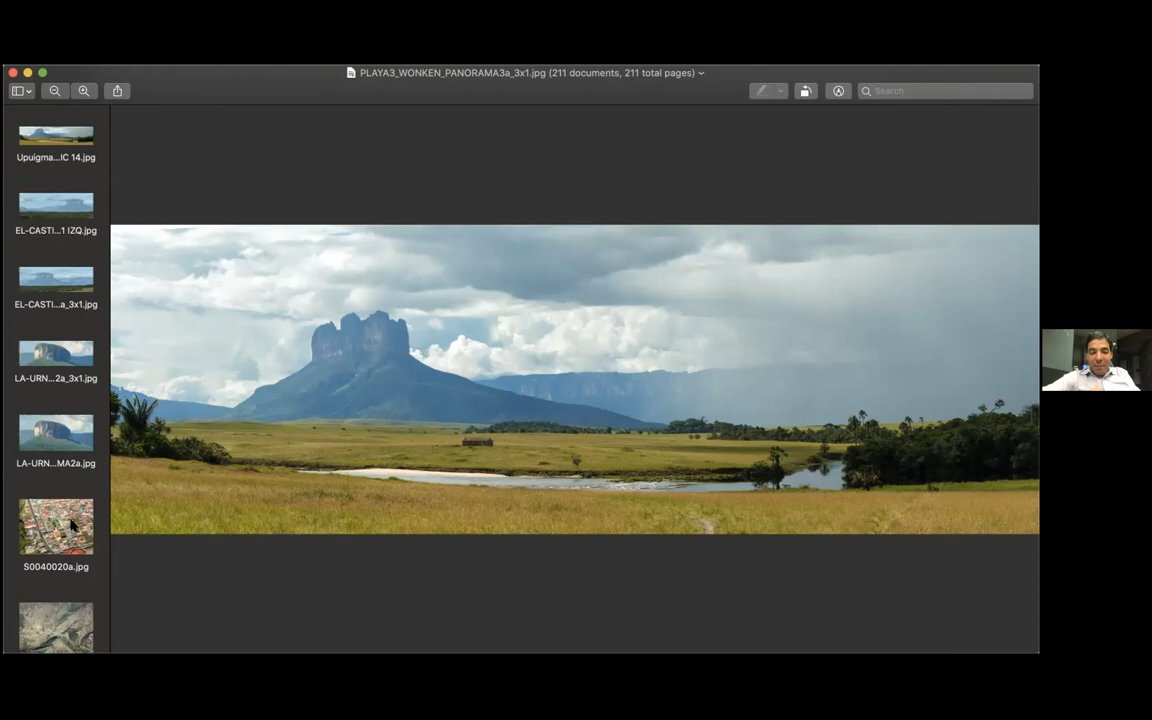 PLAYA3_WONKEN_PANORAMA3a_3x1.jpg (211 documents, 211 total pages)
Search
Upuigma...IC 14.jpg
EL-CASTI...1 IZQ.jpg
EL-CASTI...a_3x1.jpg
LA-URN...2a_3x1.jpg
LA-URN...MA2a.jpg
S0040020a.jpg